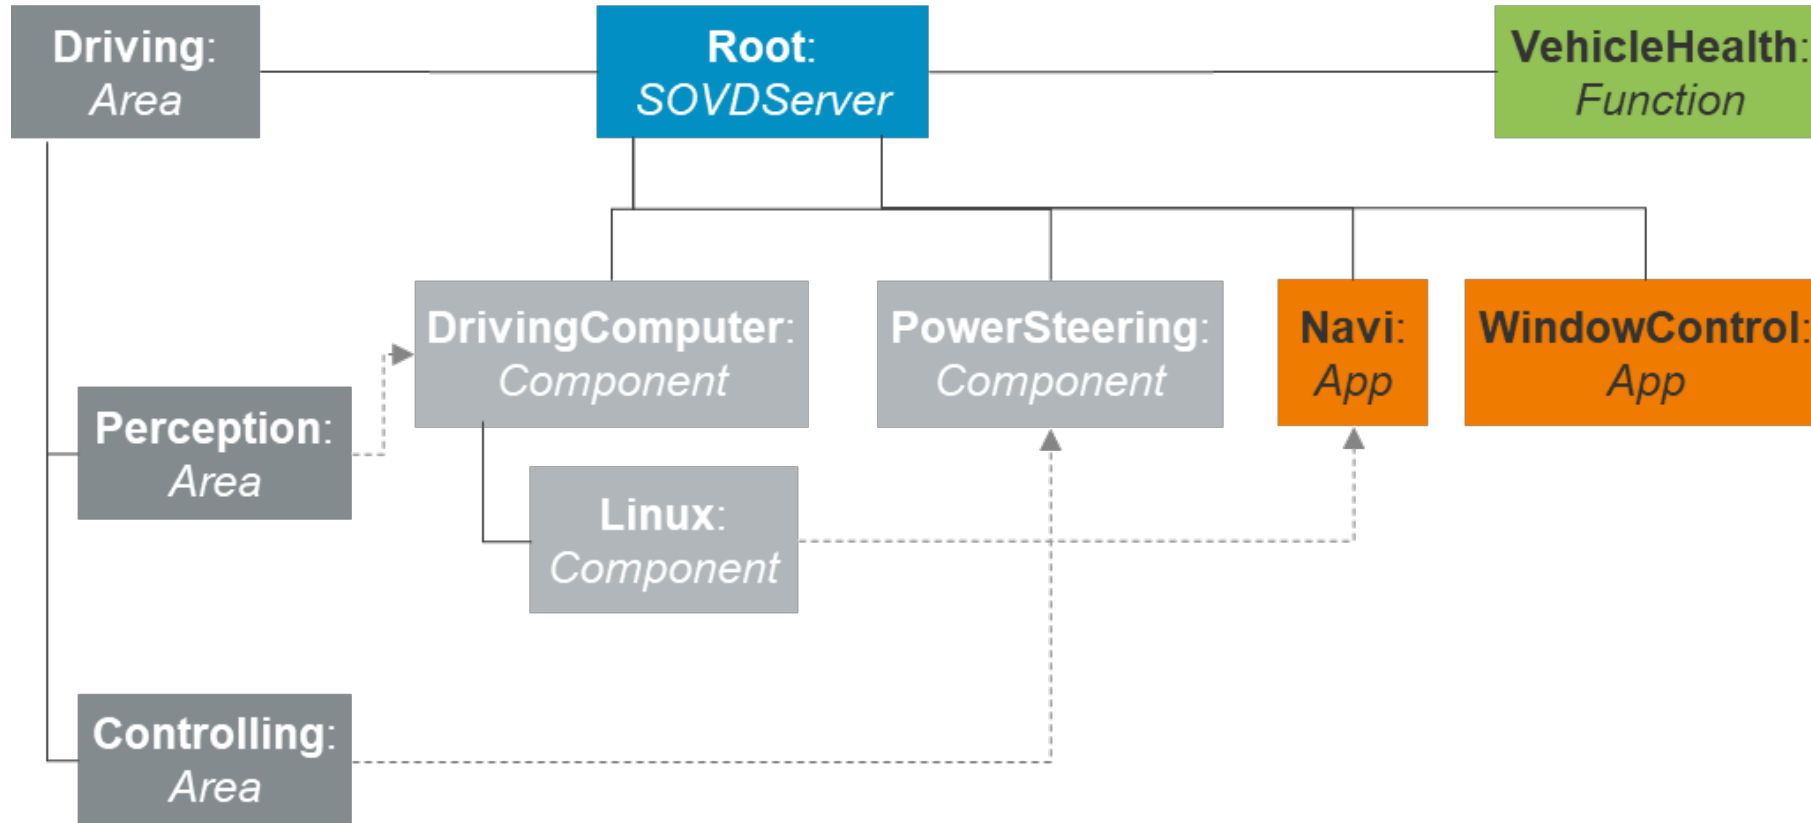 Driving:
Area
Root:
SOVDServer
VehicleHealth:
Function
DrivingComputer:
Component
PowerSteering:
Component
Navi:
App
WindowControl:
App
Perception:
Area
Linux:
Component
Controlling:
Area